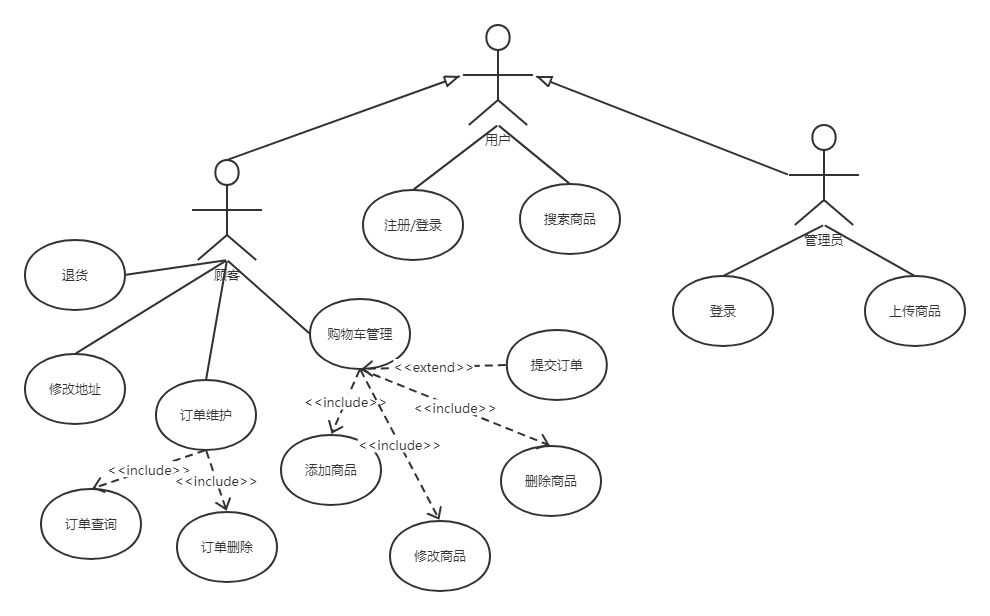 用户
注册/登录
搜索商品
管理员
顾客
退货
登录
上传商品
购物车管理
<<extend>>
提交订单
修改地址
订单维护
<<include>>
<<include>>
<<include>>
添加商品
删除商品
<<include>>
<<include>>
订单查询
订单删除
修改商品